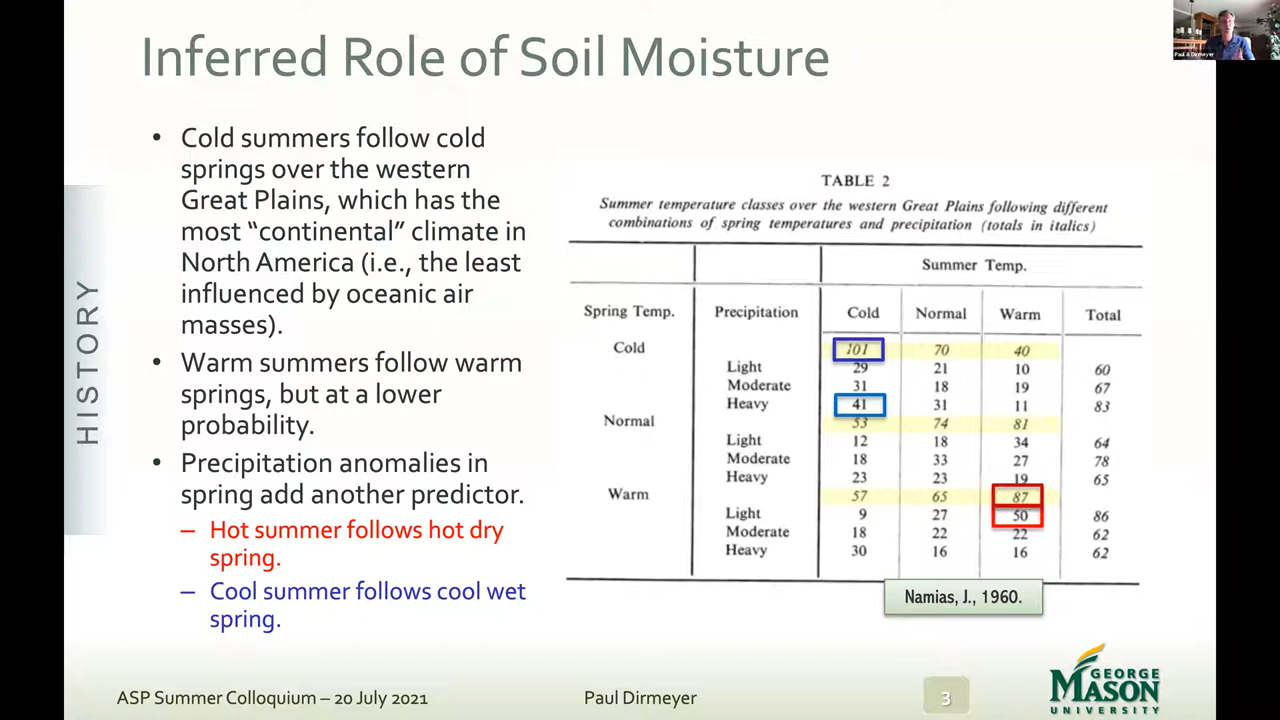 Inferred Role of Soil Moisture
Paul A Dirmeyer
HISTORY
• Cold summers follow cold
springs over the western
Great Plains, which has the
most “continental” climate in
North America (i.e., the least
influenced by oceanic air
masses).
• Warm summers follow warm
springs, but at a lower
probability.
• Precipitation anomalies in
spring add another predictor.
– Hot summer follows hot dry
spring.
– Cool summer follows cool wet
spring.
TABLE 2
Summer temperature classes over the western Great Plains following different
combinations of spring temperatures and precipitation (totals in italics)
Summer Temp.
Spring Temp. Precipitation Cold Normal Warm Total
Cold 101 70 40
Light 29 21 10 60
Moderate 31 18 19 67
Heavy 41 31 11 83
Normal 53 74 81
Light 12 18 34 64
Moderate 18 33 27 78
Heavy 23 23 19 65
Warm 57 65 87
Light 9 27 50 86
Moderate 18 22 22 62
Heavy 30 16 16 62
Namias, J., 1960.
ASP Summer Colloquium – 20 July 2021
Paul Dirmeyer
3
GEORGE
MASON
UNIVERSITY